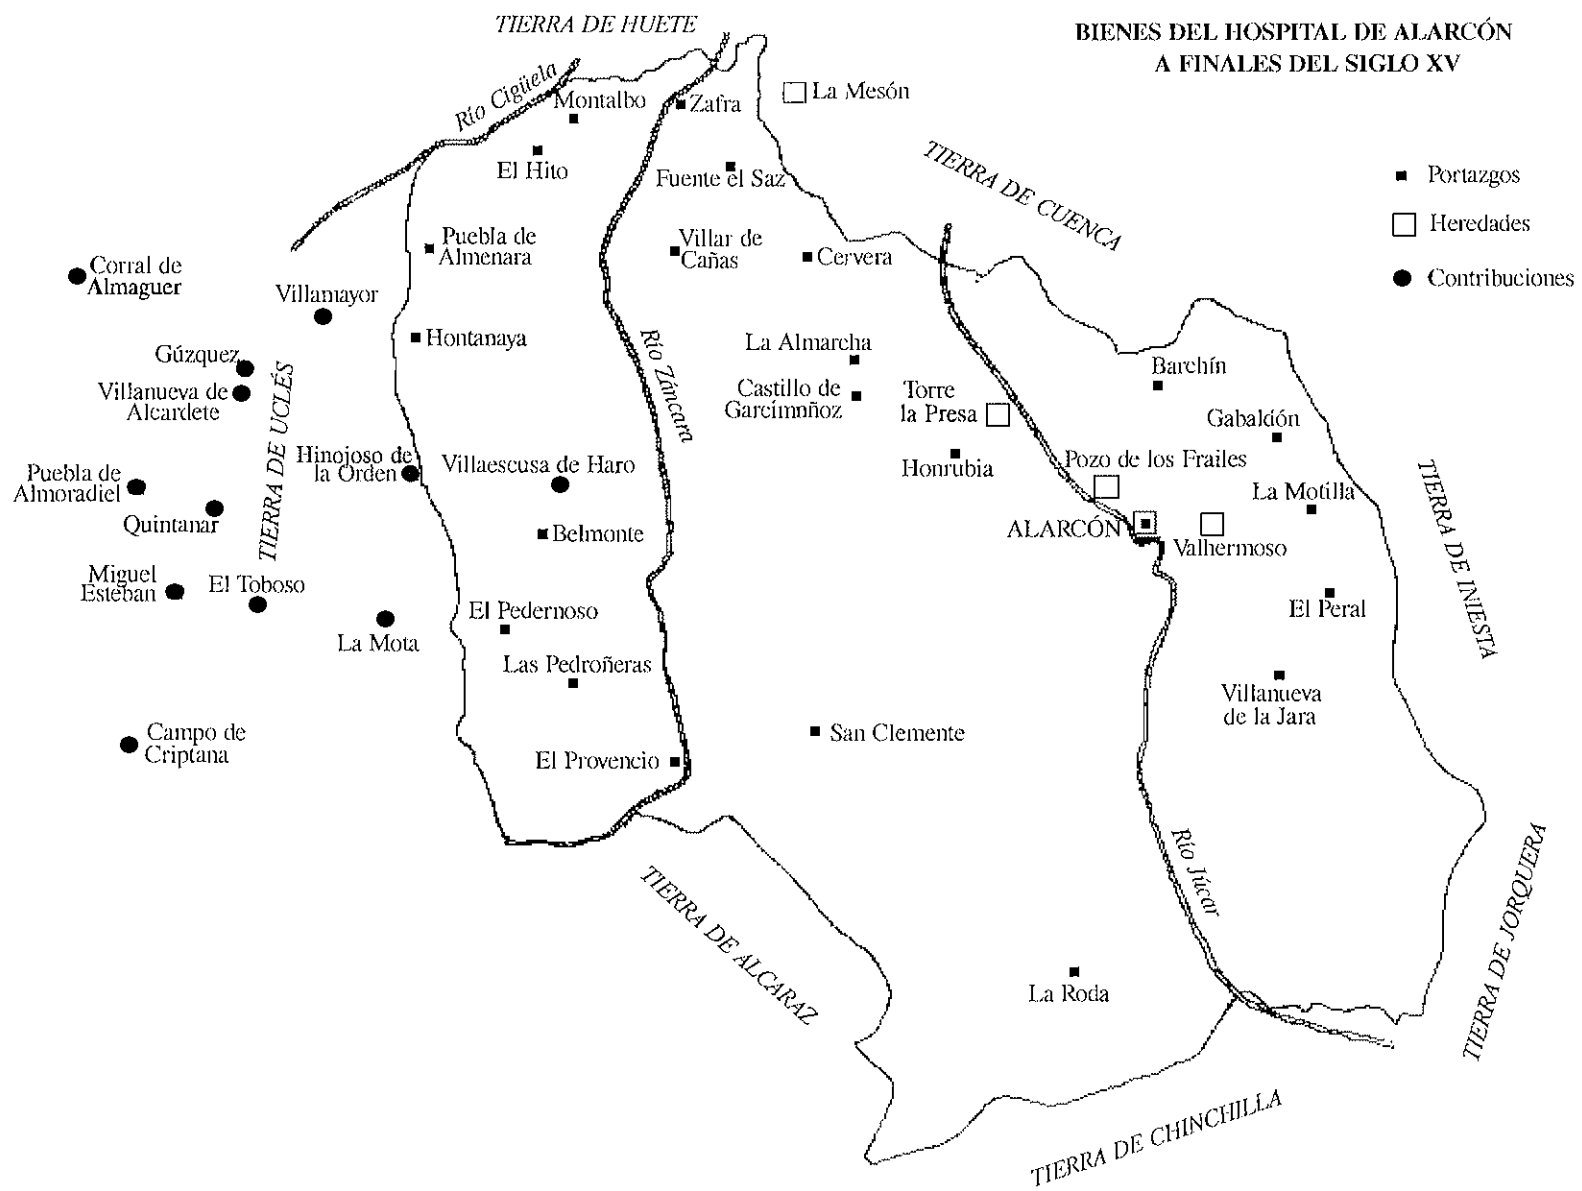 TIERRA DE HUETE
BIENES DEL HOSPITAL DE ALARCÓN
A FINALES DEL SIGLO XV
Río Cigüela
Montalbo
Zafra
La Mesón
El Hito
Fuente el Saz
TIERRA DE CUENCA
Portazgos
Heredades
Contribuciones
Corral de
Almaguer
Villamayor
Puebla de
Almenara
Villar de
Cañas
Cervera
Gúzquez
Villanueva de
Alcardete
TIERRA DE UCLÉS
Hontanaya
Río Záncara
La Almarcha
Castillo de
Garcímnñoz
Torre
la Presa
Barchín
Gabaldón
Puebla de
Almoradiel
Quintanar
Hinojoso de
la Orden
Villaescusa de Haro
Belmonte
Honrubia
Pozo de los Frailes
La Motilla
ALARCÓN
Valhermoso
TIERRA DE INIESTA
Miguel
Esteban
El Toboso
La Mota
El Pedernoso
Las Pedroñeras
El Peral
Villanueva
de la Jara
Campo de
Criptana
El Provencio
San Clemente
TIERRA DE ALCARAZ
Río Júcar
TIERRA DE JORQUERA
La Roda
TIERRA DE CHINCHILLA